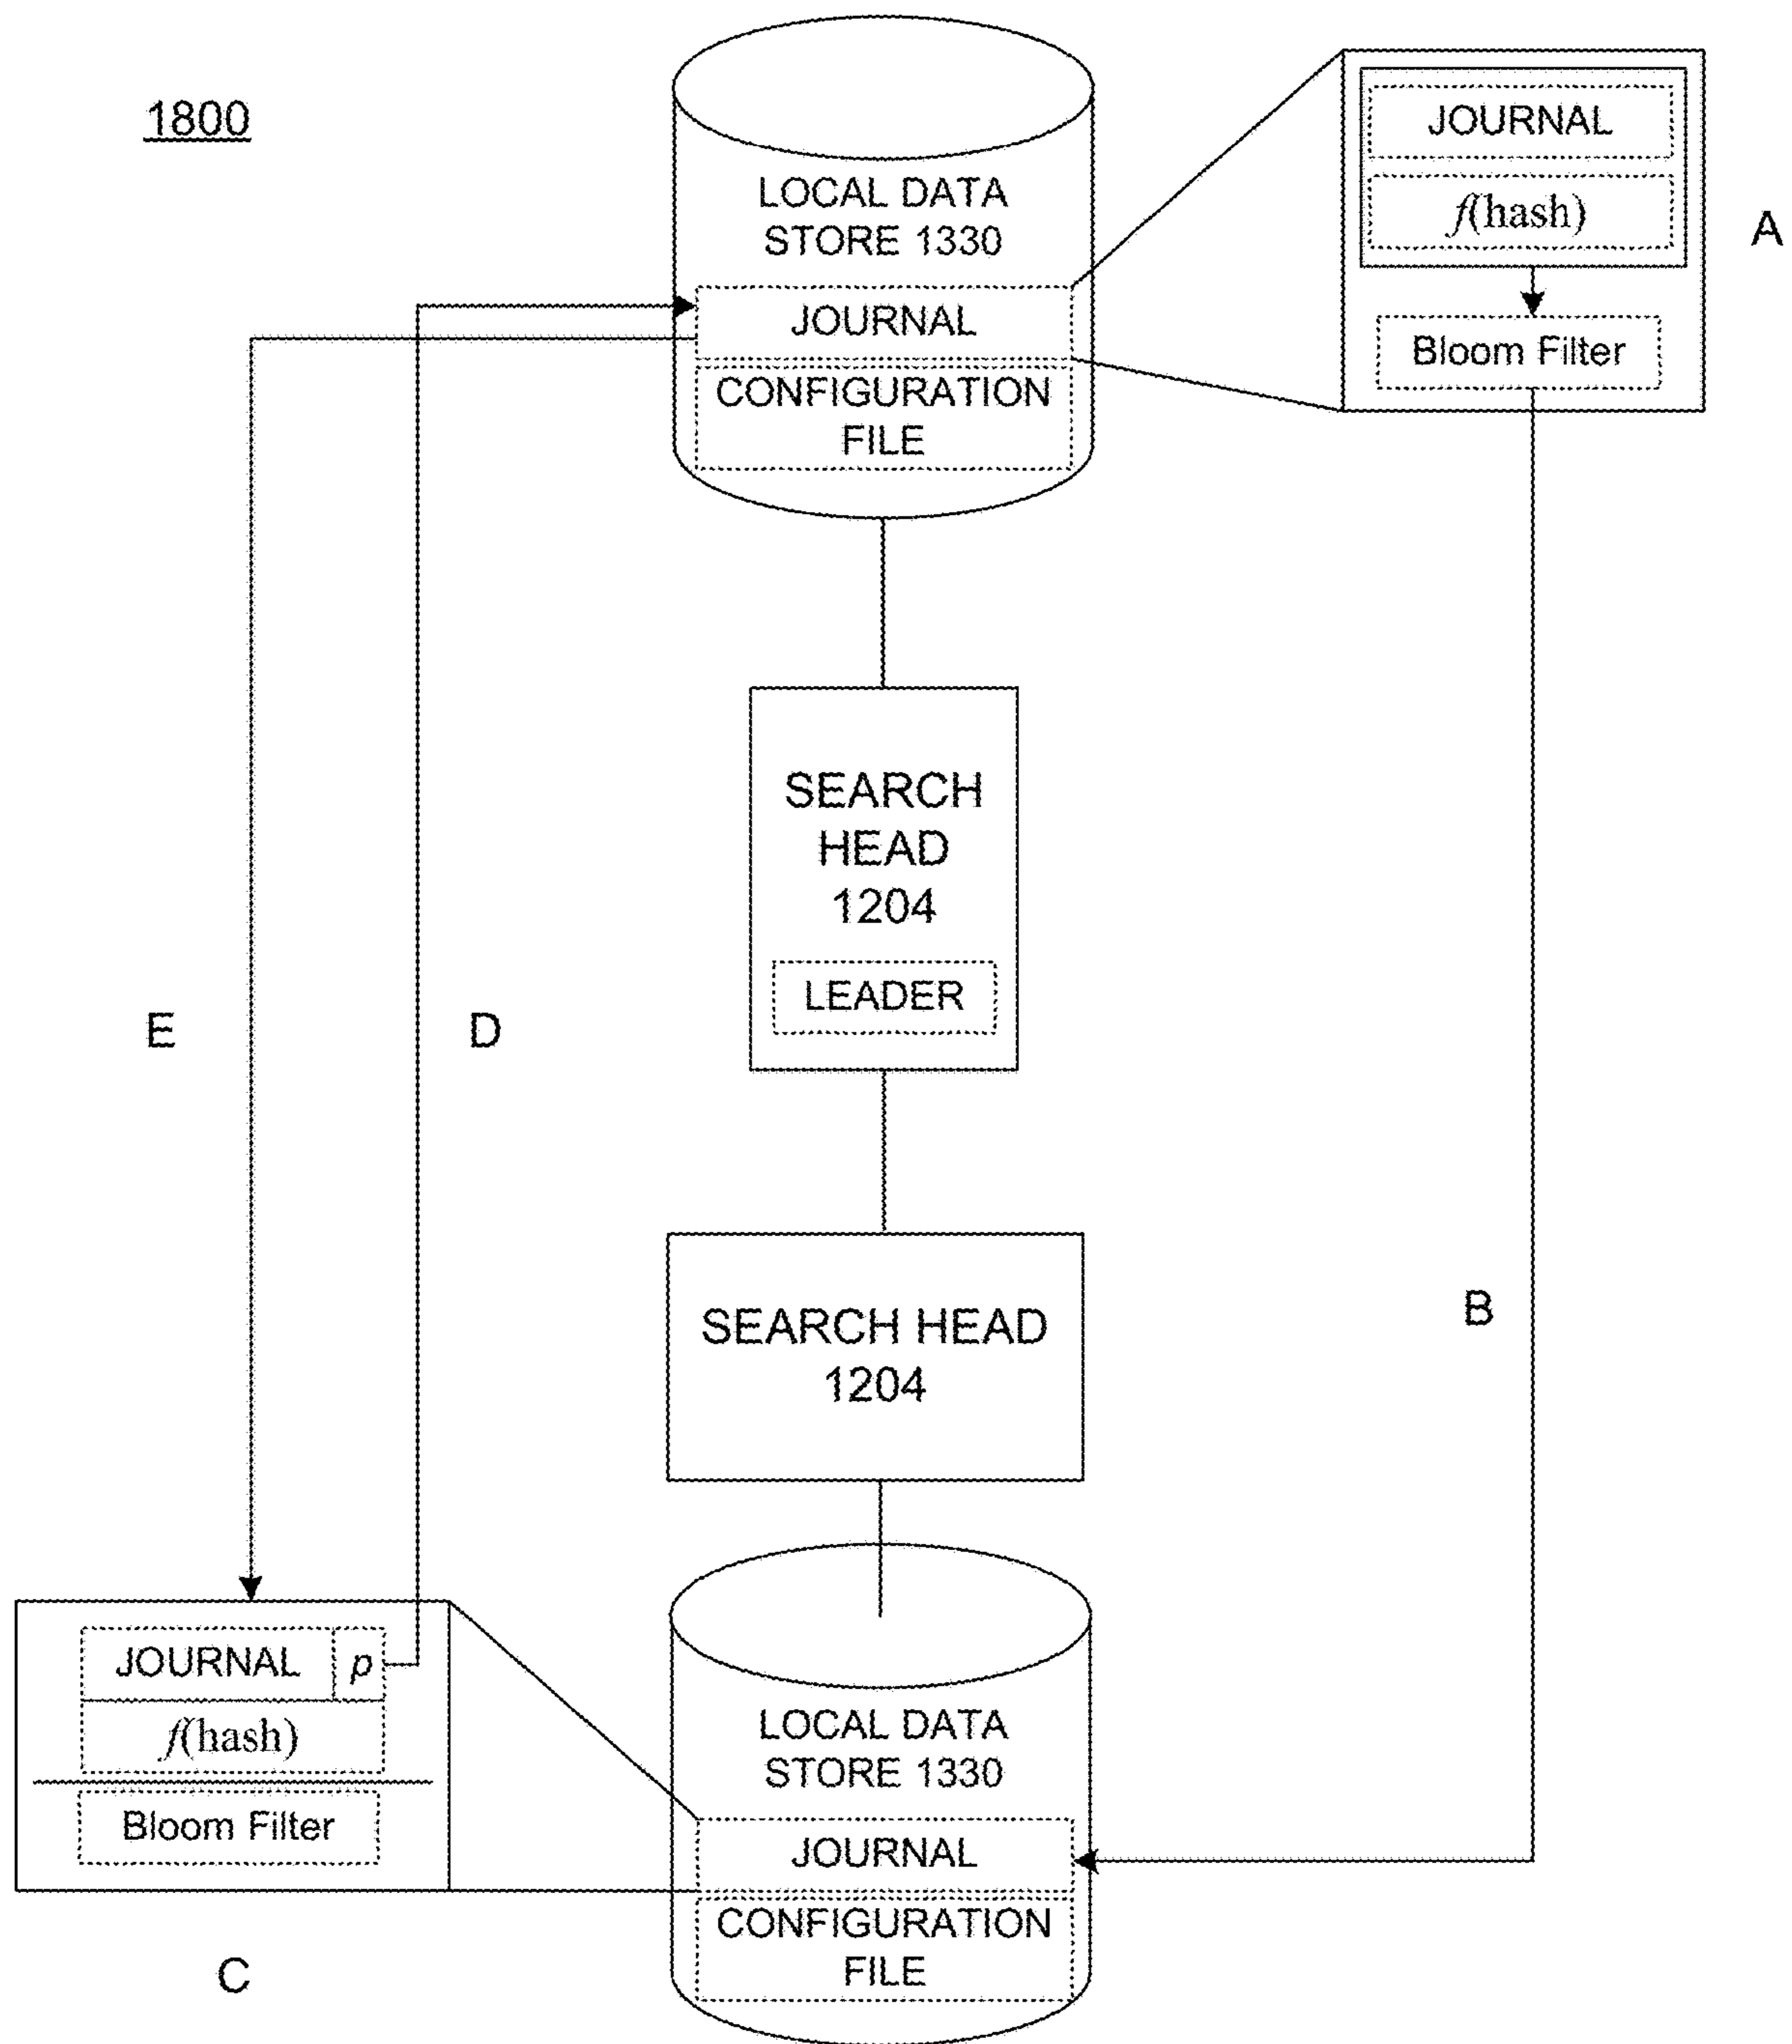 1800
LOCAL DATA
STORE 1330
JOURNAL
CONFIGURATION
FILE
JOURNAL
f(hash)
Bloom Filter
A
SEARCH
HEAD
1204
LEADER
E
D
B
SEARCH HEAD
1204
JOURNAL p
f(hash)
Bloom Filter
C
LOCAL DATA
STORE 1330
JOURNAL
CONFIGURATION
FILE